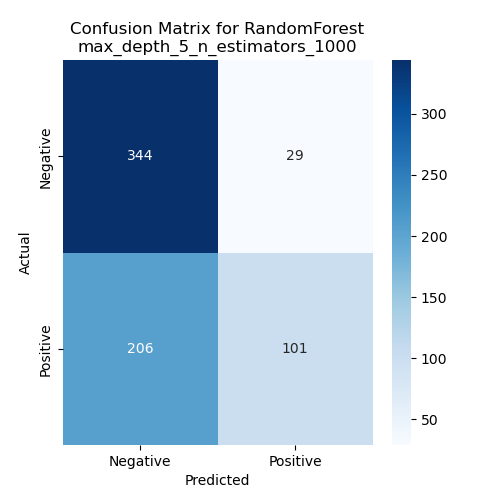 Confusion Matrix for RandomForest
max_depth_5_n_estimators_1000
Actual
Negative
Positive
344
29
206
101
Negative
Positive
Predicted
300
250
200
150
100
50